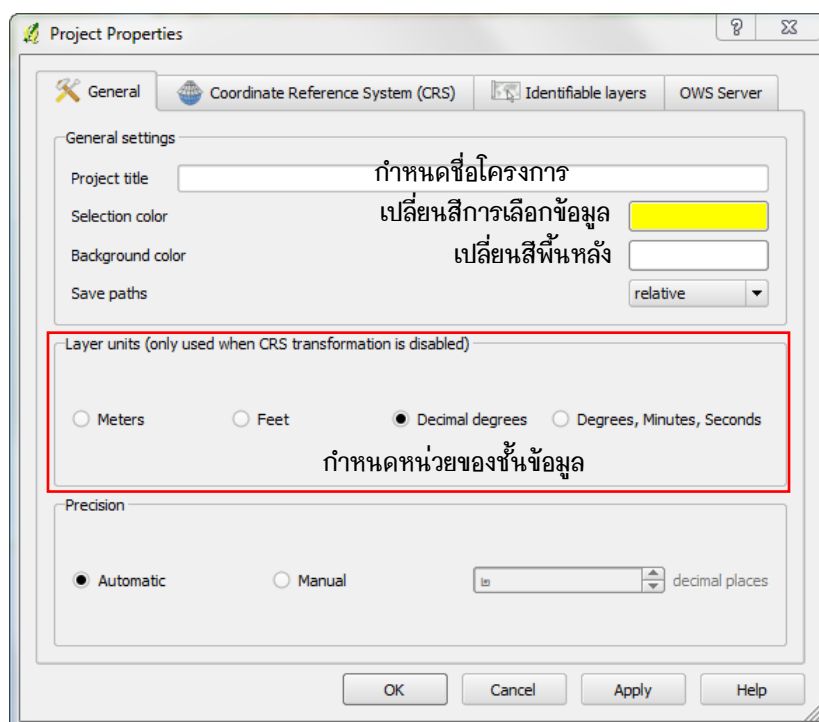 Project Properties
General
Coordinate Reference System (CRS)
Identifiable layers
OWS Server
General settings
Project title
กำหนดชื่อโครงการ
Selection color
เปลี่ยนสีการเลือกข้อมูล
Background color
เปลี่ยนสีพื้นหลัง
Save paths
relative
Layer units (only used when CRS transformation is disabled)
Meters
Feet
Decimal degrees
Degrees, Minutes, Seconds
กำหนดหน่วยของชั้นข้อมูล
Precision
Automatic
Manual
๒
decimal places
OK
Cancel
Apply
Help